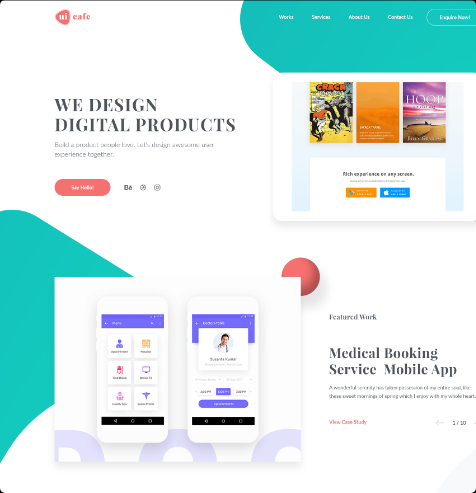 ui cafe
Works Services About Us Contact Us Enquire Now!
WE DESIGN
DIGITAL PRODUCTS
Build a product people love. Let's design awesome user
experience together.
Say Hello!
Bē
CRACK
HOOP
Rich experience on any screen.
Featured Work
Medical Booking
Service Mobile App
A wonderful serenity has taken possession of my entire soul, like
these sweet mornings of spring which I enjoy with my whole heart.
View Case Study
1 / 10